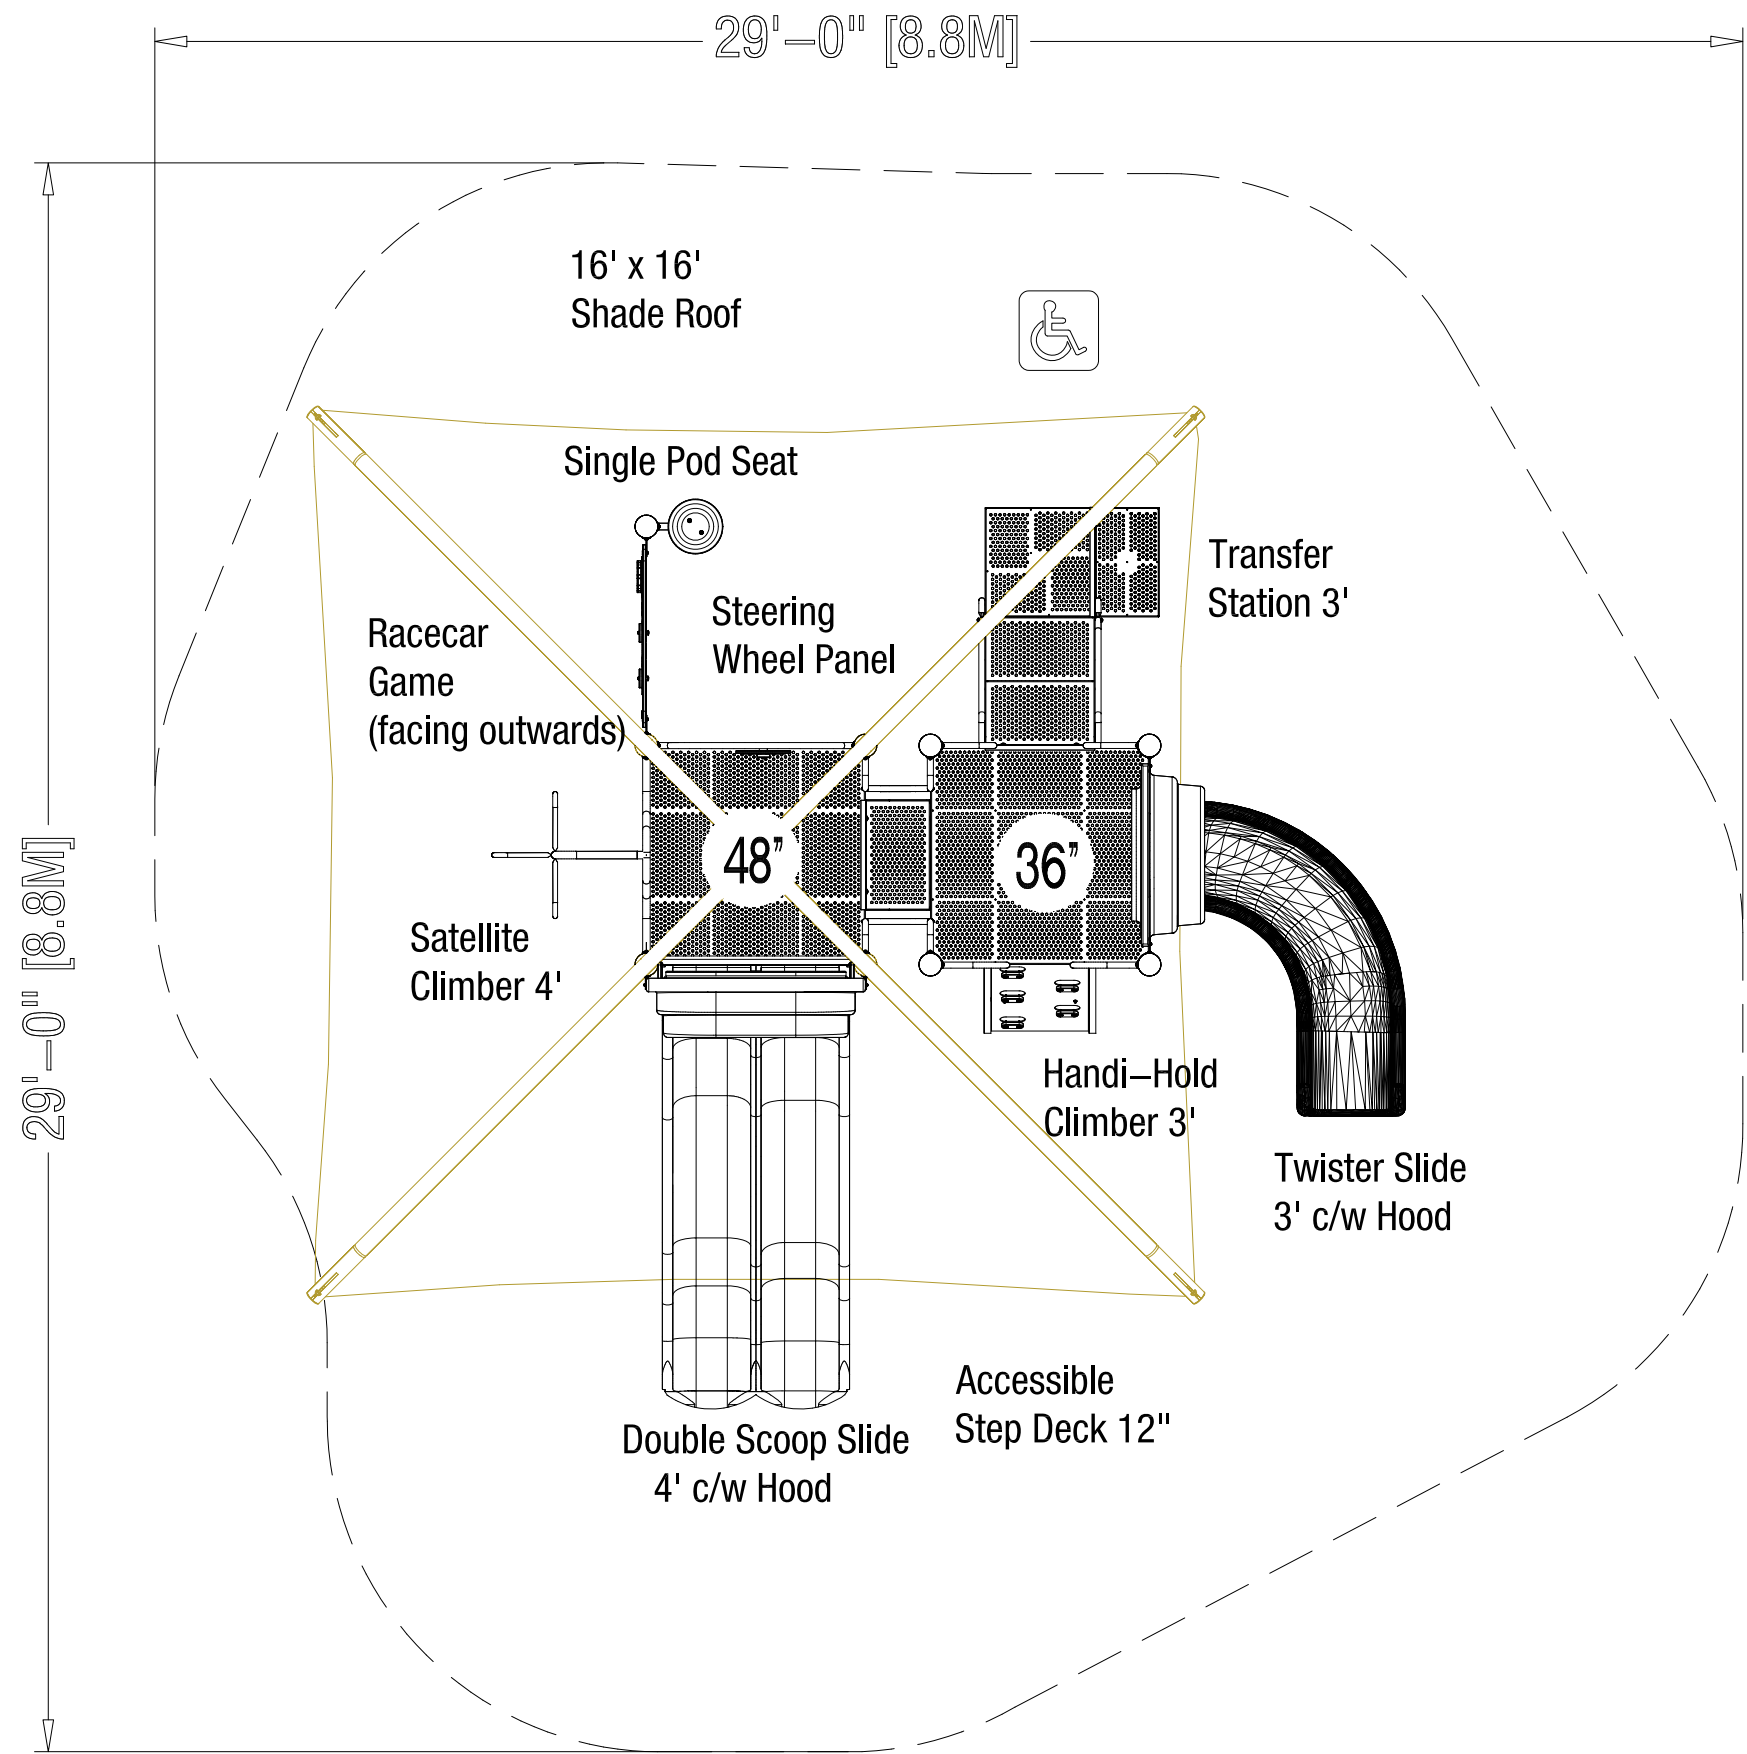 29'–0" [8.8M]
16' x 16'
Shade Roof
Single Pod Seat
Transfer
Station 3'
Steering
Wheel Panel
Racecar
Game
(facing outwards)
48"
36"
29'–0" [8.8M]
Satellite
Climber 4'
Handi–Hold
Climber 3'
Twister Slide
3' c/w Hood
Accessible
Step Deck 12"
Double Scoop Slide
4' c/w Hood